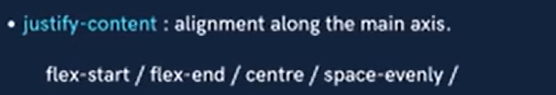 • justify-content : alignment along the main axis.
flex-start / flex-end / centre / space-evenly /